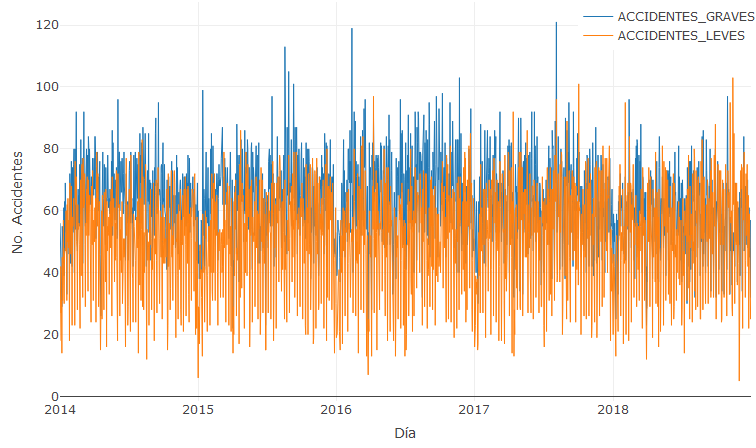 ACCIDENTES_GRAVES
ACCIDENTES_LEVES
120
100
80
60
40
20
0
No. Accidentes
2014 2015 2016 2017 2018
Día